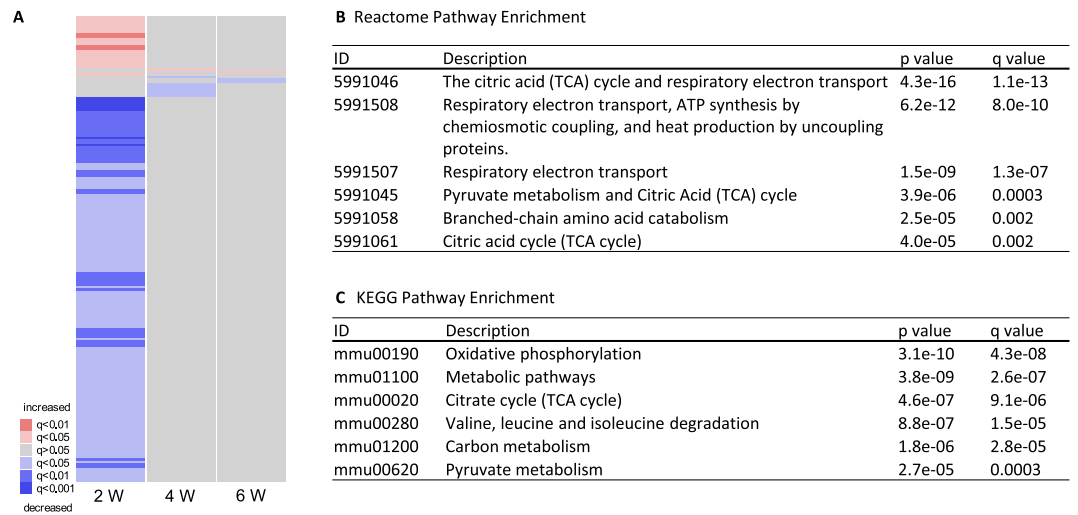 A
increased
q<0.01
q<0.05
q>0.05
q<0.05
q<0.01
q<0.001
decreased
2 W 4 W 6 W
B Reactome Pathway Enrichment
ID Description p value q value
5991046 The citric acid (TCA) cycle and respiratory electron transport 4.3e-16 1.1e-13
5991508 Respiratory electron transport, ATP synthesis by 6.2e-12 8.0e-10
chemiosmotic coupling, and heat production by uncoupling
proteins.
5991507 Respiratory electron transport 1.5e-09 1.3e-07
5991045 Pyruvate metabolism and Citric Acid (TCA) cycle 3.9e-06 0.0003
5991058 Branched-chain amino acid catabolism 2.5e-05 0.002
5991061 Citric acid cycle (TCA cycle) 4.0e-05 0.002
C KEGG Pathway Enrichment
ID Description p value q value
mmu00190 Oxidative phosphorylation 3.1e-10 4.3e-08
mmu01100 Metabolic pathways 3.8e-09 2.6e-07
mmu00020 Citrate cycle (TCA cycle) 4.6e-07 9.1e-06
mmu00280 Valine, leucine and isoleucine degradation 8.8e-07 1.5e-05
mmu01200 Carbon metabolism 1.8e-06 2.8e-05
mmu00620 Pyruvate metabolism 2.7e-05 0.0003